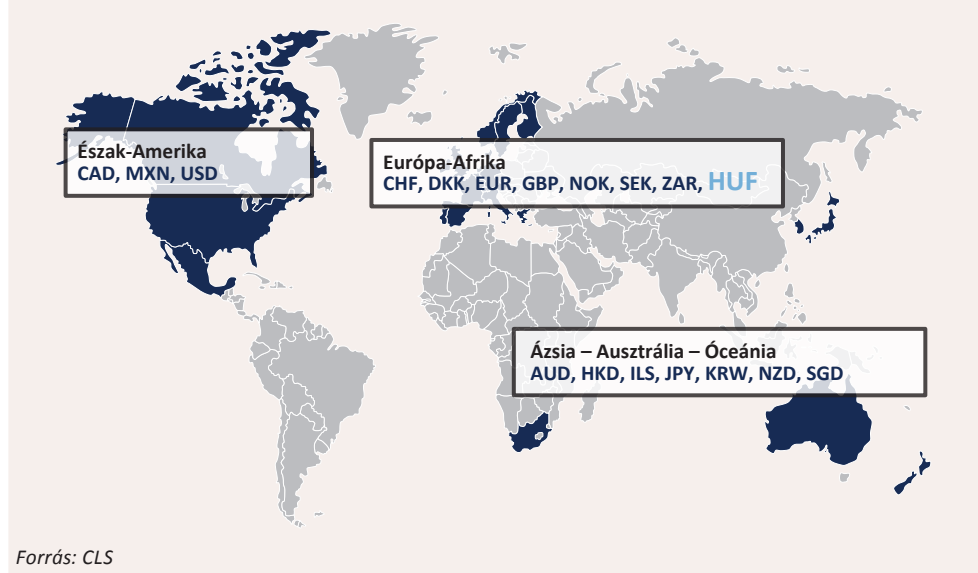 Észak-Amerika
CAD, MXN, USD
Európa-Afrika
CHF, DKK, EUR, GBP, NOK, SEK, ZAR, HUF
Ázsia – Ausztrália – Óceánia
AUD, HKD, ILS, JPY, KRW, NZD, SGD
Forrás: CLS